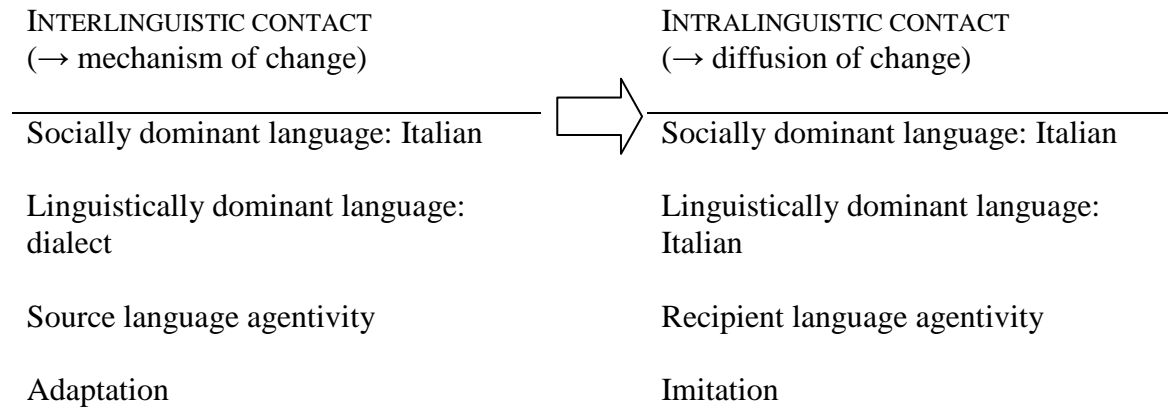 INTERLINGUISTIC CONTACT
(→ mechanism of change)
Socially dominant language: Italian
Linguistically dominant language:
dialect
Source language agentivity
Adaptation
INTRALINGUISTIC CONTACT
(→ diffusion of change)
Socially dominant language: Italian
Linguistically dominant language:
Italian
Recipient language agentivity
Imitation